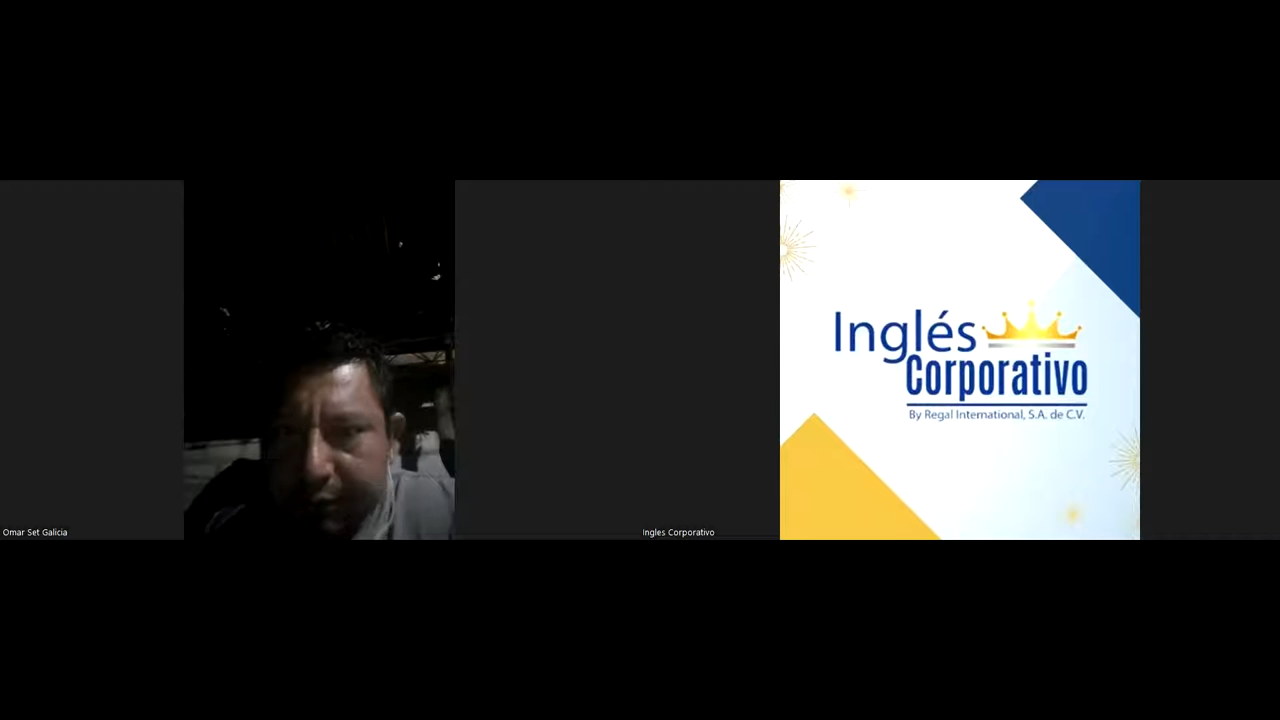 Inglés
Corporativo
By Regal International, S.A. de C.V.
Omar Set Galicia
Ingles Corporativo